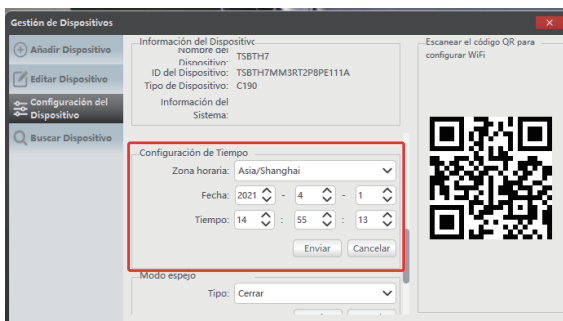 Gestión de Dispositivos
Añadir Dispositivo
Editar Dispositivo
Configuración del
Dispositivo
Buscar Dispositivo
Información del Dispositivc
Nombre del
Dispositivo: TSBTH7
ID del Dispositivo: TSBTH7MM3RT2P8PE111A
Tipo de Dispositivo: C190
Información del
Sistema:
Configuración de Tiempo
Zona horaria: Asia/Shanghai
Fecha: 2021 - 4 - 1
Tiempo: 14 : 55 : 13
Enviar Cancelar
Modo espejo
Tipo: Cerrar
Escanear el código QR para
configurar WiFi